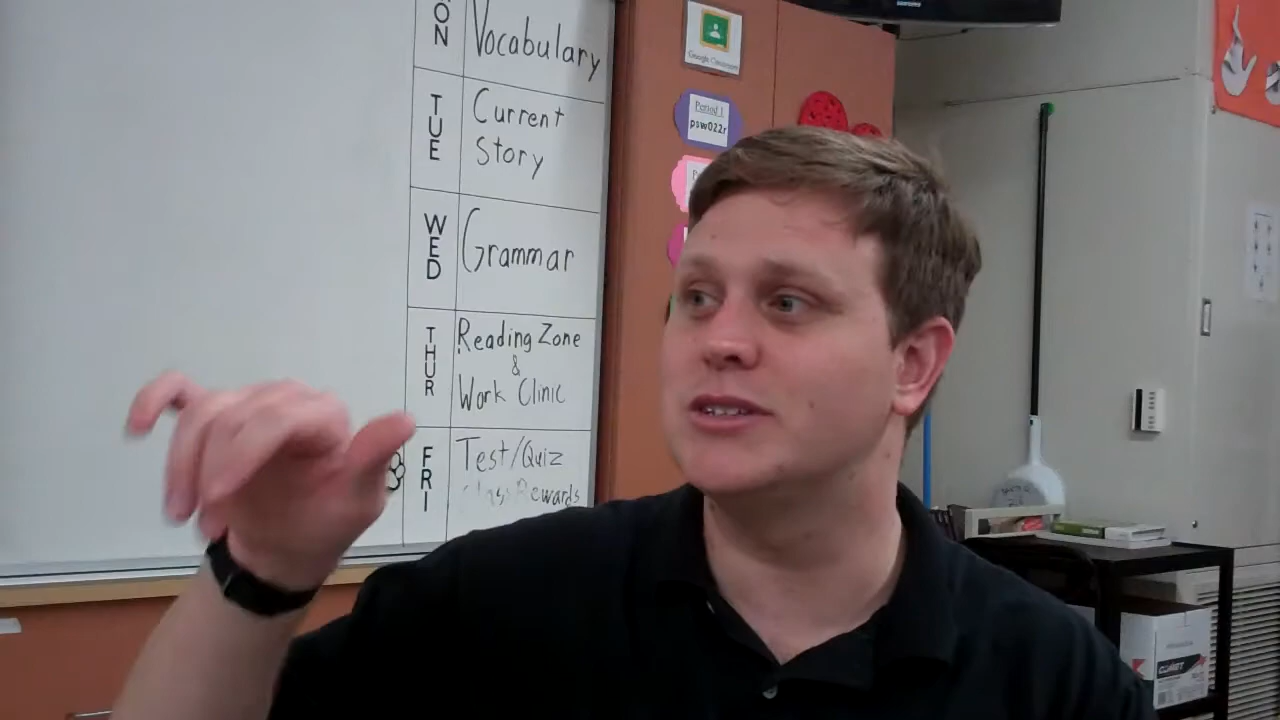 ON
Vocabulary
TUE
Current
Story
WED
Grammar
THUR
Reading Zone
&
Work Clinic
FRI
Test/Quiz
Rewards
Google Classroom
Period 1
psw022r
SAMSUNG